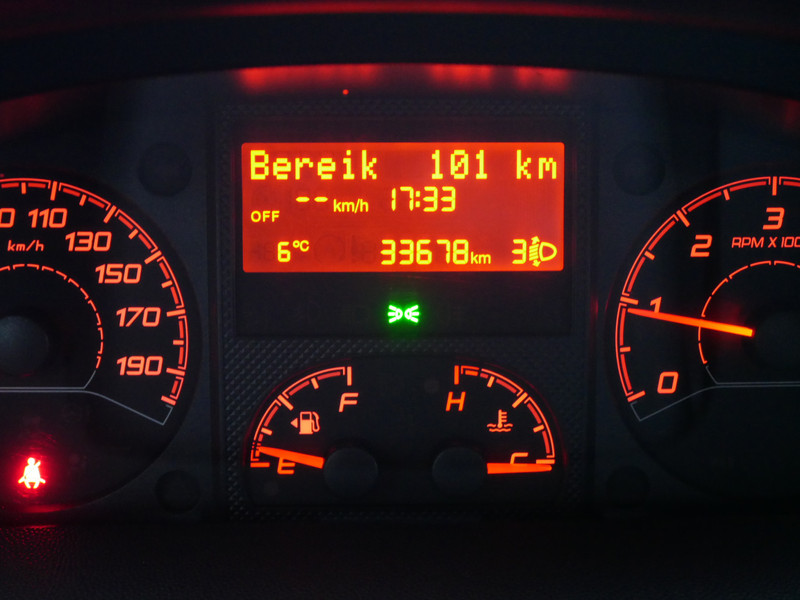 Bereik 101 km
-- km/h 17:33
OFF
6°C 33678 km 3
110
km/h
130
150
170
190
3
2
RPM X 100
1
0
F
H
E
C